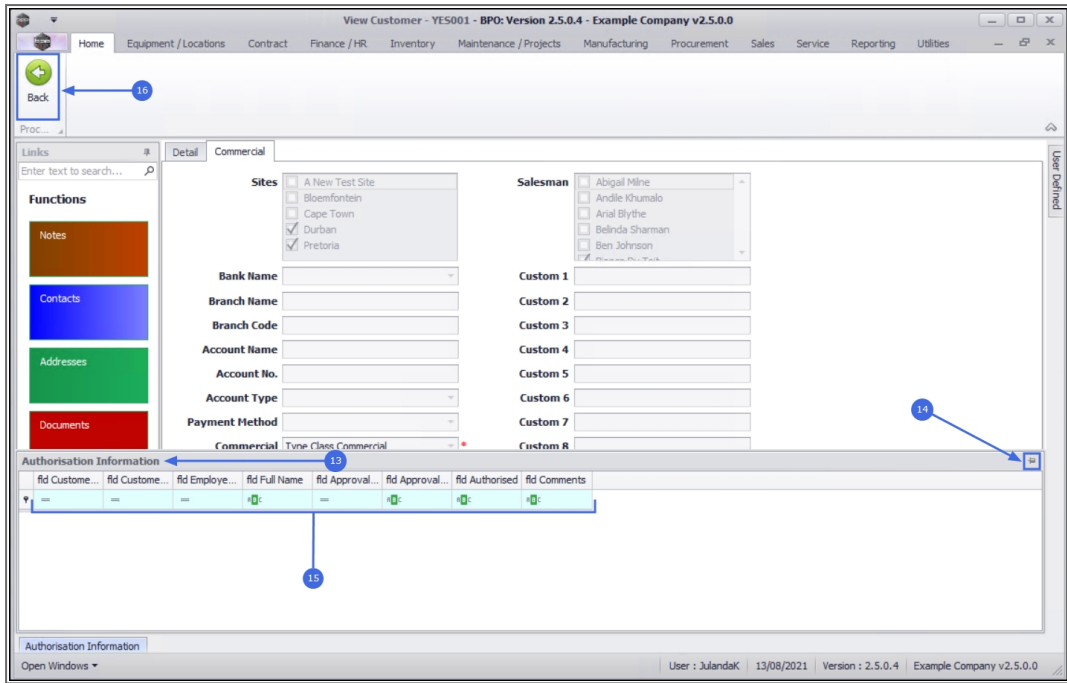 View Customer - YES001 - BPO: Version 2.5.0.4 - Example Company v2.5.0.0
Home Equipment / Locations Contract Finance / HR Inventory Maintenance / Projects Manufacturing Procurement Sales Service Reporting Utilities
Back
16
Proc...
Links
Enter text to search...
Functions
Notes
Contacts
Addresses
Documents
Detail Commercial
Sites
A New Test Site
Bloemfontein
Cape Town
Durban
Pretoria
Bank Name
Branch Name
Branch Code
Account Name
Account No.
Account Type
Payment Method
Commercial Type Class Commercial *
Salesman
Abigail Milne
Andile Khumalo
Arial Blythe
Belinda Sharman
Ben Johnson
Custom 1
Custom 2
Custom 3
Custom 4
Custom 5
Custom 6
Custom 7
Custom 8
User Defined
14
Authorisation Information
13
fld Custome... fld Custome... fld Employe... fld Full Name fld Approval... fld Approval... fld Authorised fld Comments
= = = ABC = ABC ABC ABC
15
Authorisation Information
Open Windows
User : JulandaK 13/08/2021 Version : 2.5.0.4 Example Company v2.5.0.0